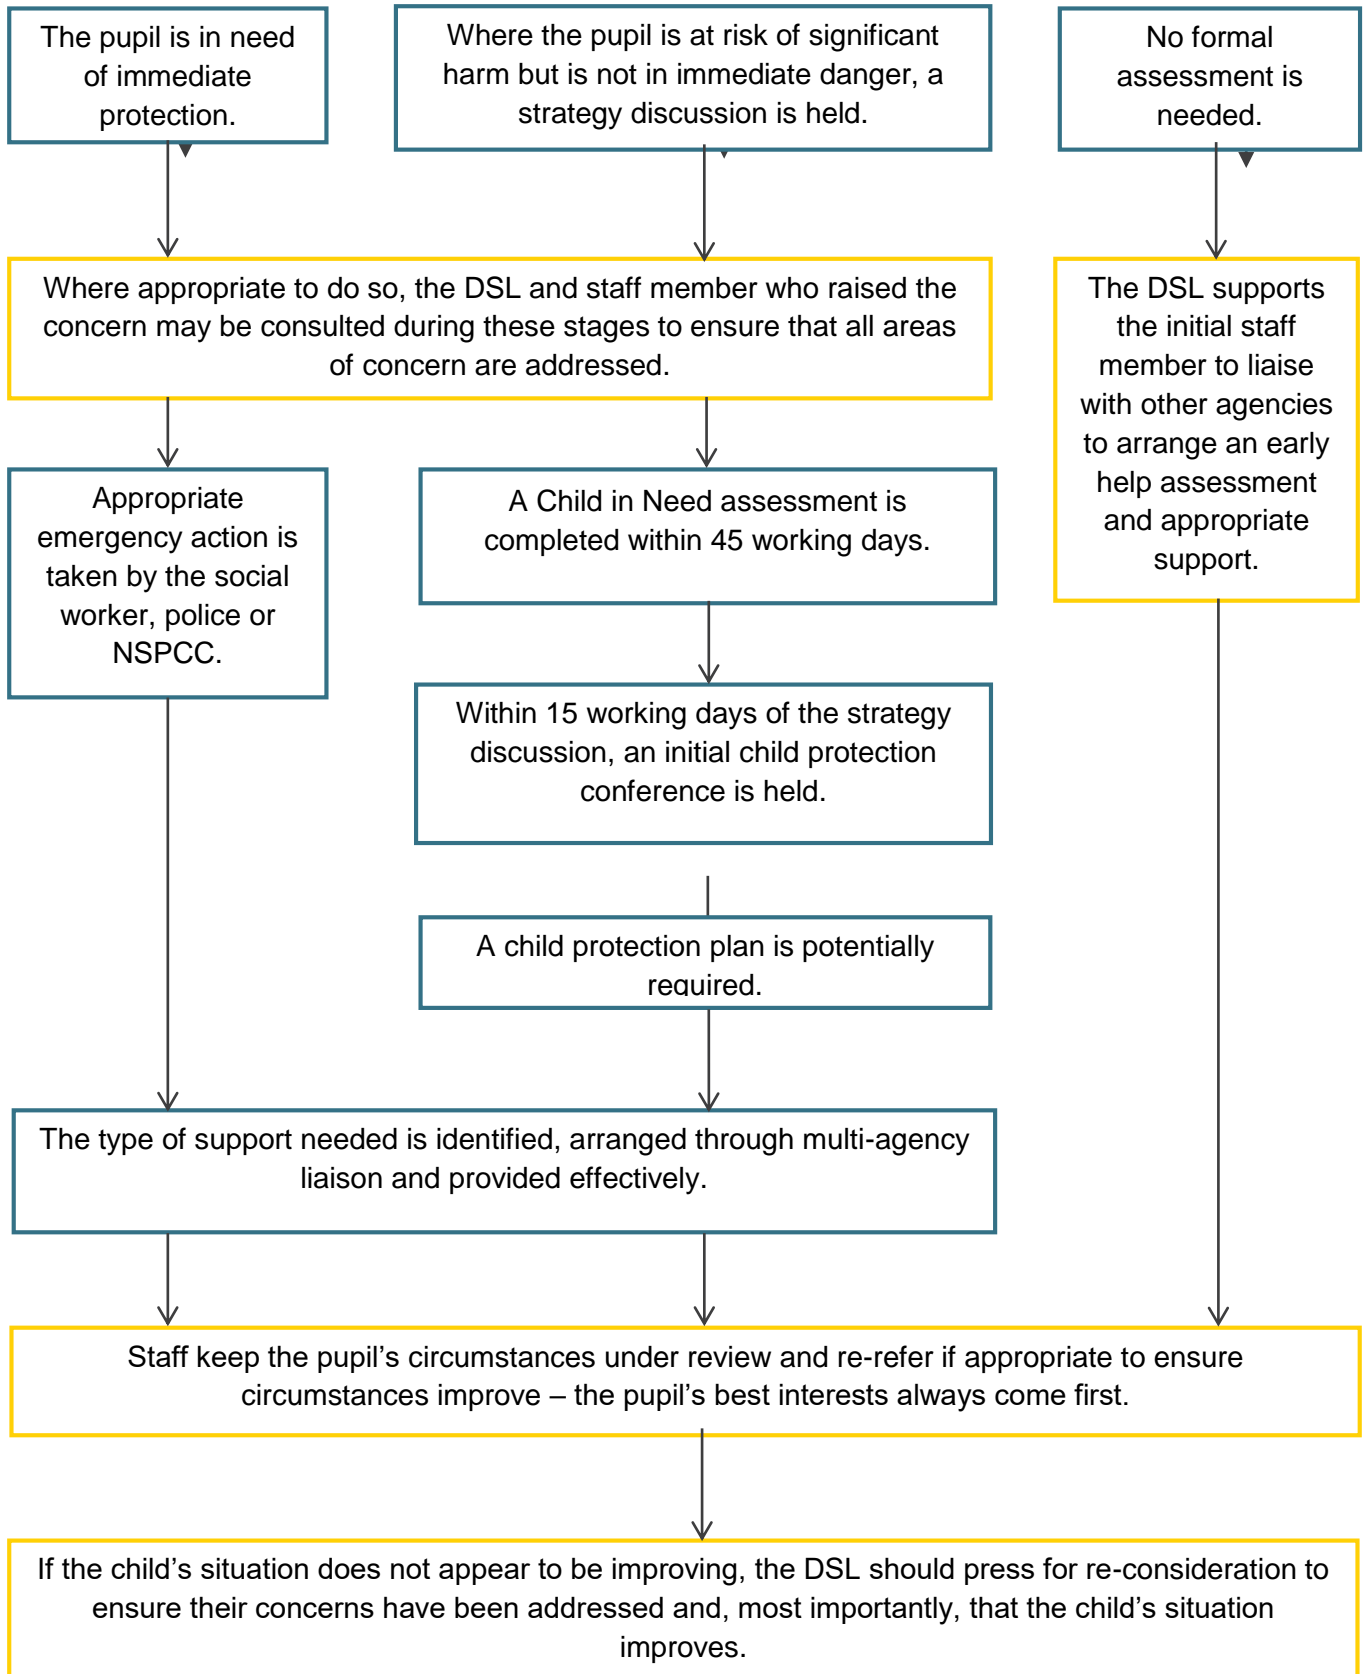 The pupil is in need
of immediate
protection.
Where the pupil is at risk of significant
harm but is not in immediate danger, a
strategy discussion is held.
No formal
assessment is
needed.
Where appropriate to do so, the DSL and staff member who raised the
concern may be consulted during these stages to ensure that all areas
of concern are addressed.
The DSL supports
the initial staff
member to liaise
with other agencies
to arrange an early
help assessment
and appropriate
support.
Appropriate
emergency action is
taken by the social
worker, police or
NSPCC.
A Child in Need assessment is
completed within 45 working days.
Within 15 working days of the strategy
discussion, an initial child protection
conference is held.
A child protection plan is potentially
required.
The type of support needed is identified, arranged through multi-agency
liaison and provided effectively.
Staff keep the pupil’s circumstances under review and re-refer if appropriate to ensure
circumstances improve – the pupil’s best interests always come first.
If the child’s situation does not appear to be improving, the DSL should press for re-consideration to
ensure their concerns have been addressed and, most importantly, that the child’s situation
improves.